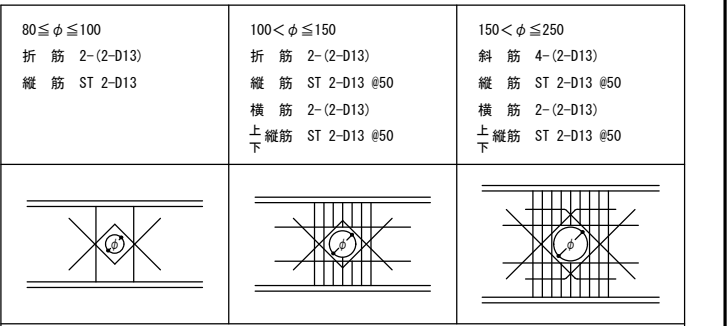 80≦φ≦100
折 筋 2-(2-D13)
縦 筋 ST 2-D13
100<φ≦150
折 筋 2-(2-D13)
縦 筋 ST 2-D13 @50
横 筋 2-(2-D13)
上下縦筋 ST 2-D13 @50
150<φ≦250
斜 筋 4-(2-D13)
縦 筋 ST 2-D13 @50
横 筋 2-(2-D13)
上下縦筋 ST 2-D13 @50
φ
φ
φ